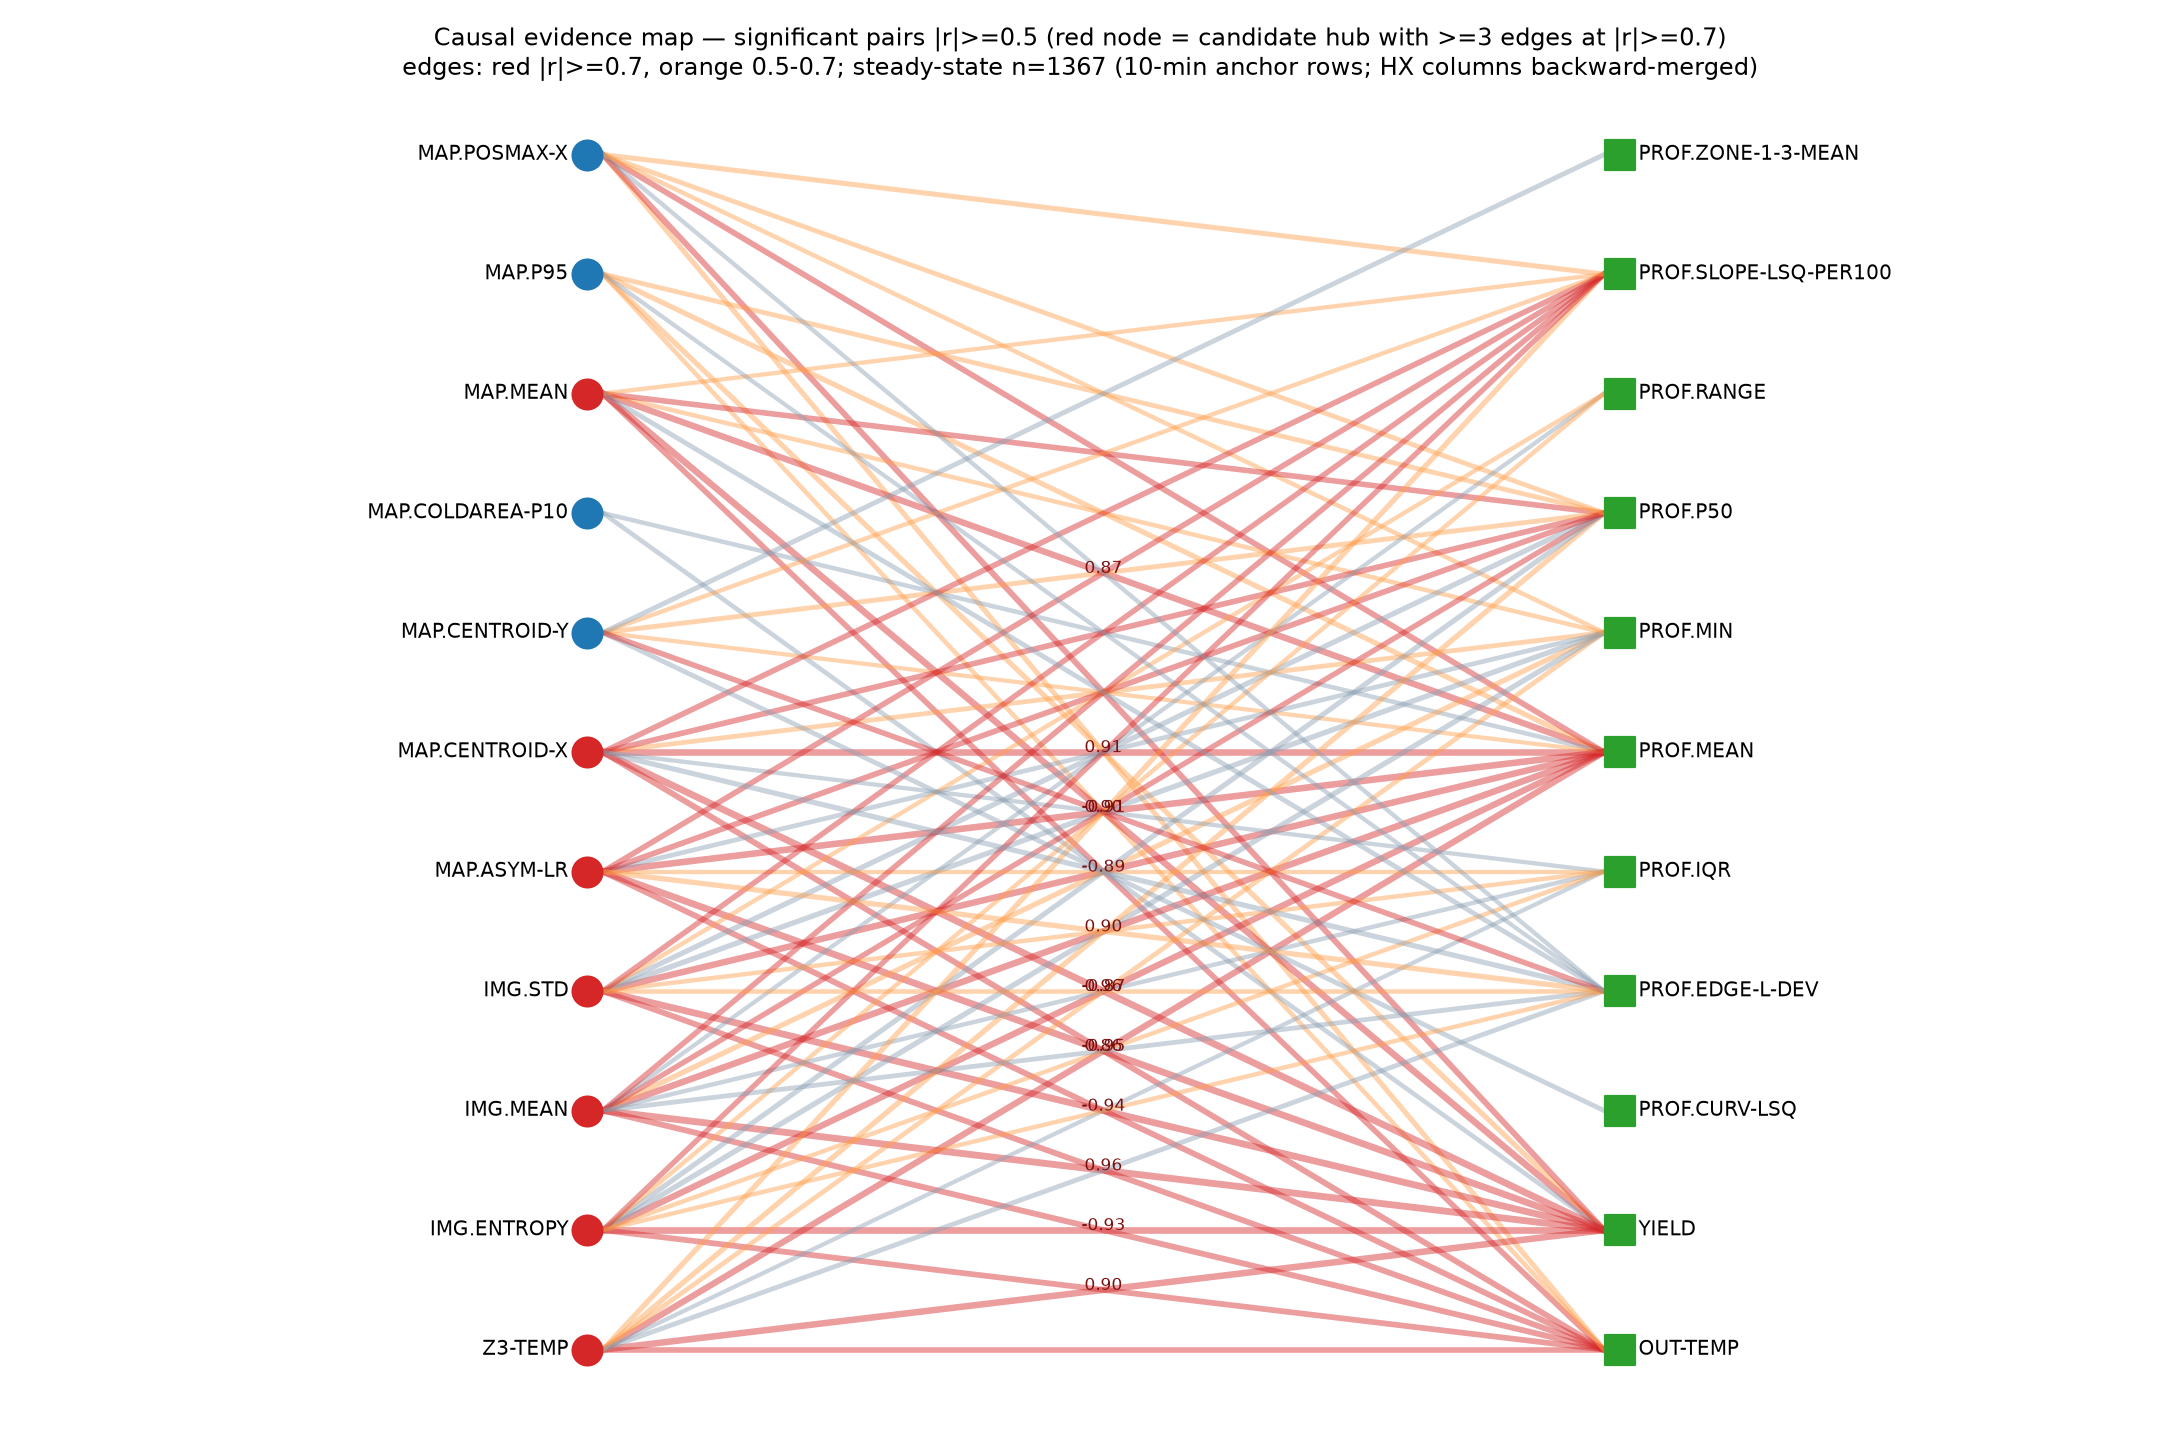 Causal evidence map — significant pairs |r|>=0.5 (red node = candidate hub with >=3 edges at |r|>=0.7)
edges: red |r|>=0.7, orange 0.5-0.7; steady-state n=1367 (10-min anchor rows; HX columns backward-merged)
MAP.POSMAX-X
MAP.P95
MAP.MEAN
MAP.COLDAREA-P10
MAP.CENTROID-Y
MAP.CENTROID-X
MAP.ASYM-LR
IMG.STD
IMG.MEAN
IMG.ENTROPY
Z3-TEMP
0.87
0.91
-0.89
0.90
-0.94
0.96
-0.93
0.90
PROF.ZONE-1-3-MEAN
PROF.SLOPE-LSQ-PER100
PROF.RANGE
PROF.P50
PROF.MIN
PROF.MEAN
PROF.IQR
PROF.EDGE-L-DEV
PROF.CURV-LSQ
YIELD
OUT-TEMP